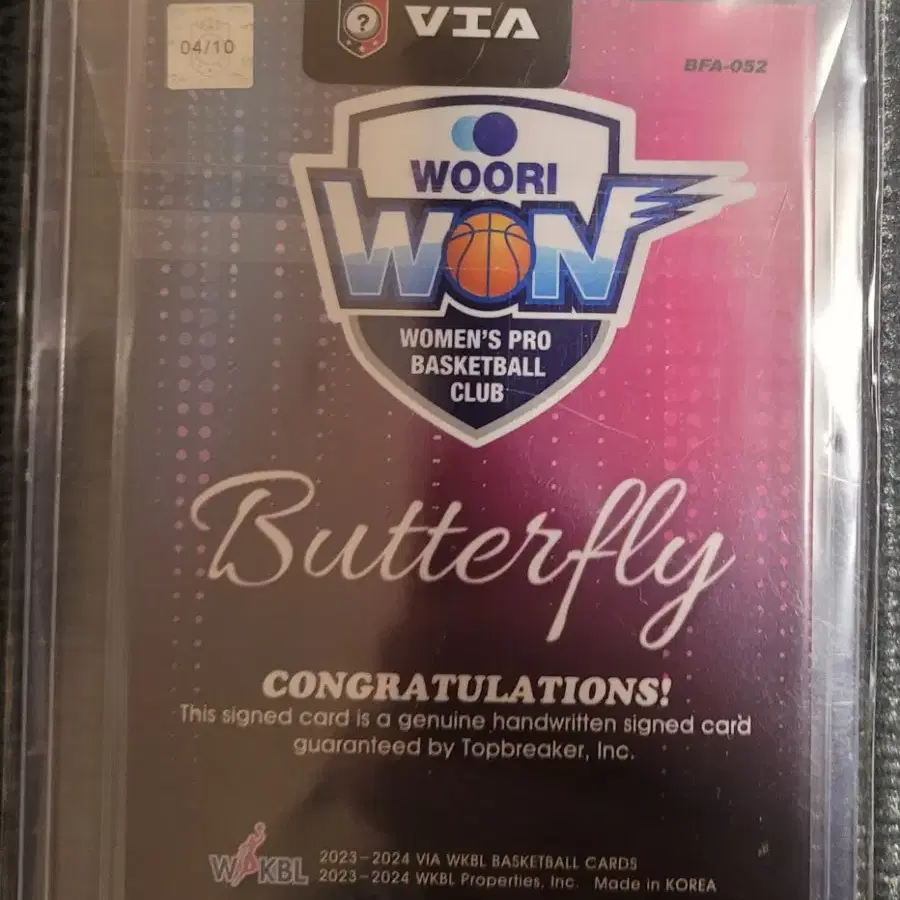 04/10
?
VIA
BFA-052
WOORI
WON
WOMEN'S PRO
BASKETBALL
CLUB
Butterfly
CONGRATULATIONS!
This signed card is a genuine handwritten signed card
guaranteed by Topbreaker, Inc.
WKBL
2023-2024 VIA WKBL BASKETBALL CARDS
2023-2024 WKBL Properties, Inc. Made in KOREA